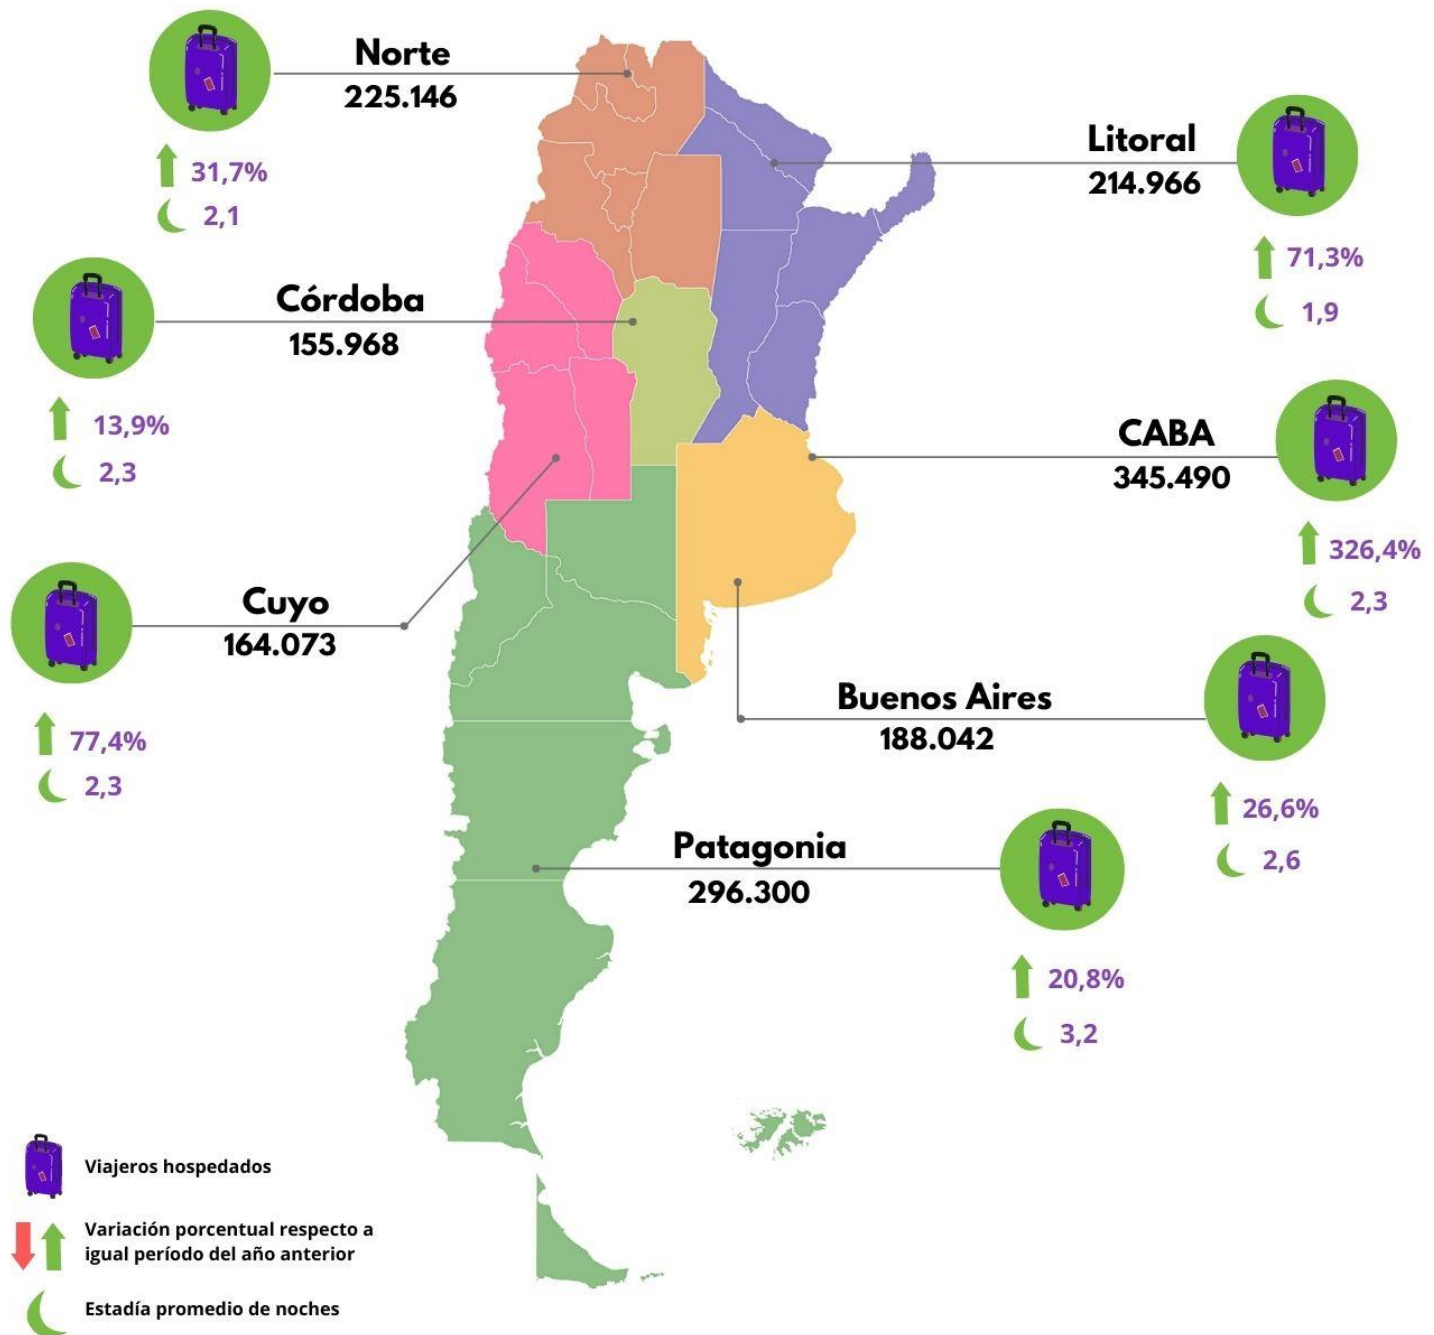 Norte
225.146
31,7%
2,1
Litoral
214.966
71,3%
1,9
Córdoba
155.968
13,9%
2,3
CABA
345.490
326,4%
2,3
Cuyo
164.073
77,4%
2,3
Buenos Aires
188.042
26,6%
2,6
Patagonia
296.300
20,8%
3,2
Viajeros hospedados
Variación porcentual respecto a
igual período del año anterior
Estadía promedio de noches